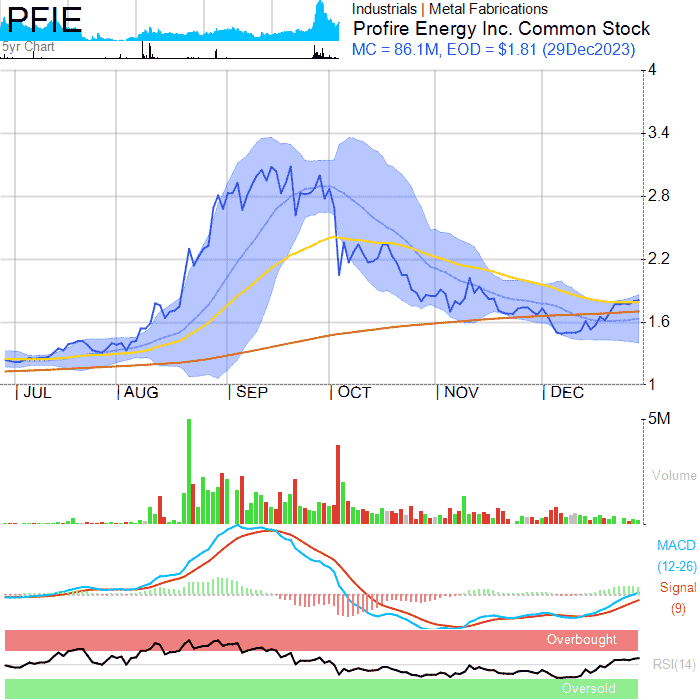 PFIE
5yr Chart
Industrials | Metal Fabrications
Profire Energy Inc. Common Stock
MC = 86.1M, EOD = $1.81 (29Dec2023)
4
3.4
2.8
2.2
1.6
1
JUL AUG SEP OCT NOV DEC
5M
Volume
MACD
(12-26)
Signal
(9)
Overbought
RSI(14)
Oversold